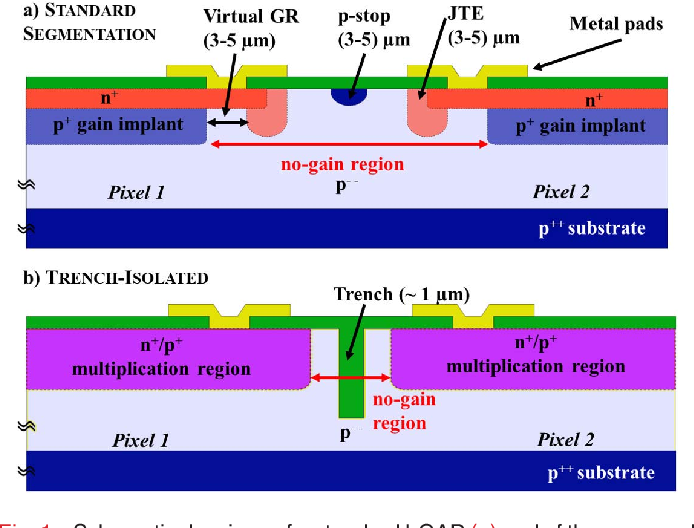 a) STANDARD
SEGMENTATION
Virtual GR
(3-5 µm)
p-stop
(3-5) µm
JTE
(3-5) µm
Metal pads
n⁺
n⁺
p⁺ gain implant
p⁺ gain implant
no-gain region
p⁻⁻
Pixel 1
Pixel 2
p⁺⁺ substrate
b) TRENCH-ISOLATED
Trench (~ 1 µm)
n⁺/p⁺
multiplication region
n⁺/p⁺
multiplication region
no-gain
region
p
Pixel 1
Pixel 2
p⁺⁺ substrate